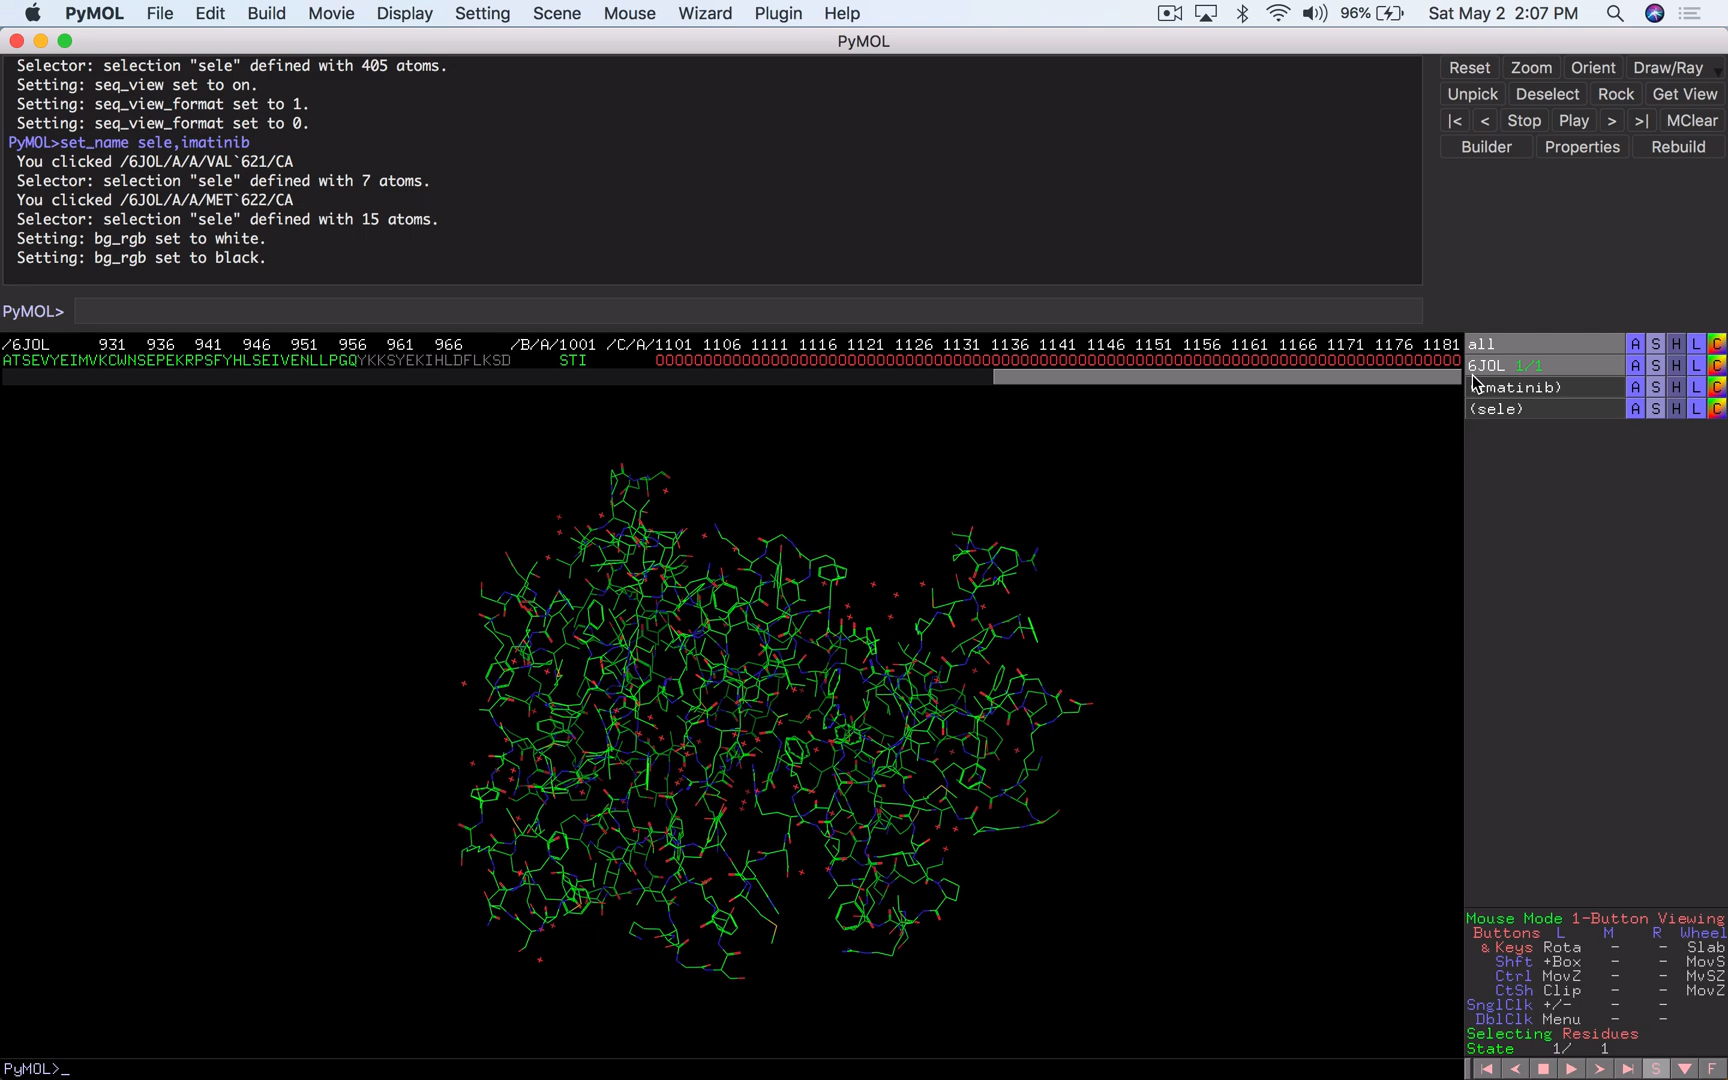 PyMOL File Edit Build Movie Display Setting Scene Mouse Wizard Plugin Help 96% Sat May 2 2:07 PM
PyMOL
Selector: selection "sele" defined with 405 atoms.
Setting: seq_view set to on.
Setting: seq_view_format set to 1.
Setting: seq_view_format set to 0.
PyMOL>set_name sele,imatinib
You clicked /6JOL/A/A/VAL`621/CA
Selector: selection "sele" defined with 7 atoms.
You clicked /6JOL/A/A/MET`622/CA
Selector: selection "sele" defined with 15 atoms.
Setting: bg_rgb set to white.
Setting: bg_rgb set to black.
Reset Zoom Orient Draw/Ray
Unpick Deselect Rock Get View
|< < Stop Play > >| MClear
Builder Properties Rebuild
PyMOL>
/6JOL 931 936 941 946 951 956 961 966 /B/A/1001 /C/A/1101 1106 1111 1116 1121 1126 1131 1136 1141 1146 1151 1156 1161 1166 1171 1176 1181
ATSEVYEIMVKCWNSEPEKRPSFYHLSEIVENLLPGQYKKSYEKIHLDFLKSD STI OOOOOOOOOOOOOOOOOOOOOOOOOOOOOOOOOOOOOOOOOOOOOOOOOOOOOOOOOOOOOOOOOOOOOOOOOOOOOOOOOOOO
all A S H L C
6JOL 1/1 A S H L C
matinib) A S H L C
(sele) A S H L C
Mouse Mode 1-Button Viewing
Buttons L M R Wheel
& Keys Rota - - Slab
Shft +Box - - MovS
Ctrl MovZ - - MvSZ
CtSh Clip - - MovZ
SnglClk +/- - -
DblClk Menu - -
Selecting Residues
State 1/ 1
PyMOL>_
S F